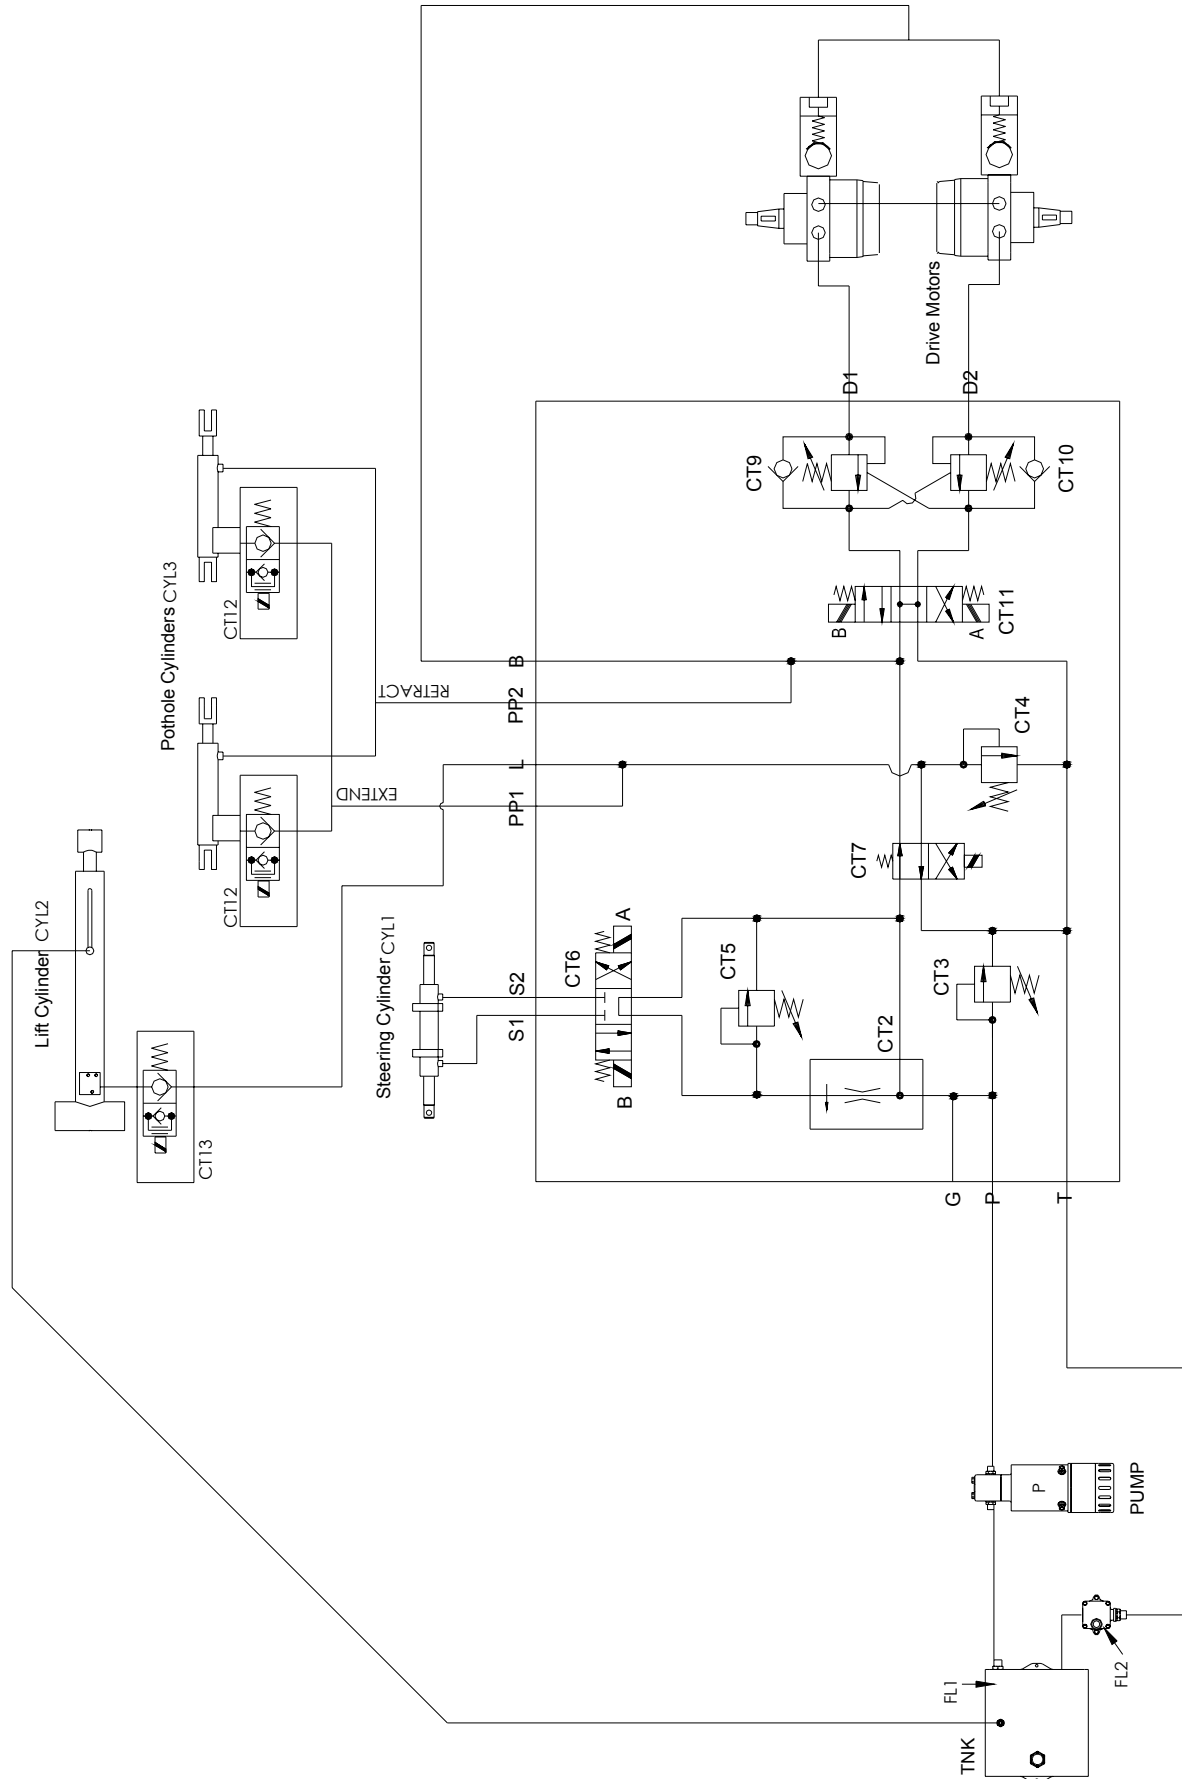 Drive Motors
D1
D2
CT9
CT10
Pothole Cylinders CYL3
CT12
CT12
B
A
CT11
RETRACT
B
PP2
L
PP1
EXTEND
CT4
CT7
Lift Cylinder CYL2
Steering Cylinder CYL1
S2
S1
CT6
A
B
CT5
CT3
CT2
CT13
G
P
T
P
PUMP
FL1
FL2
TNK